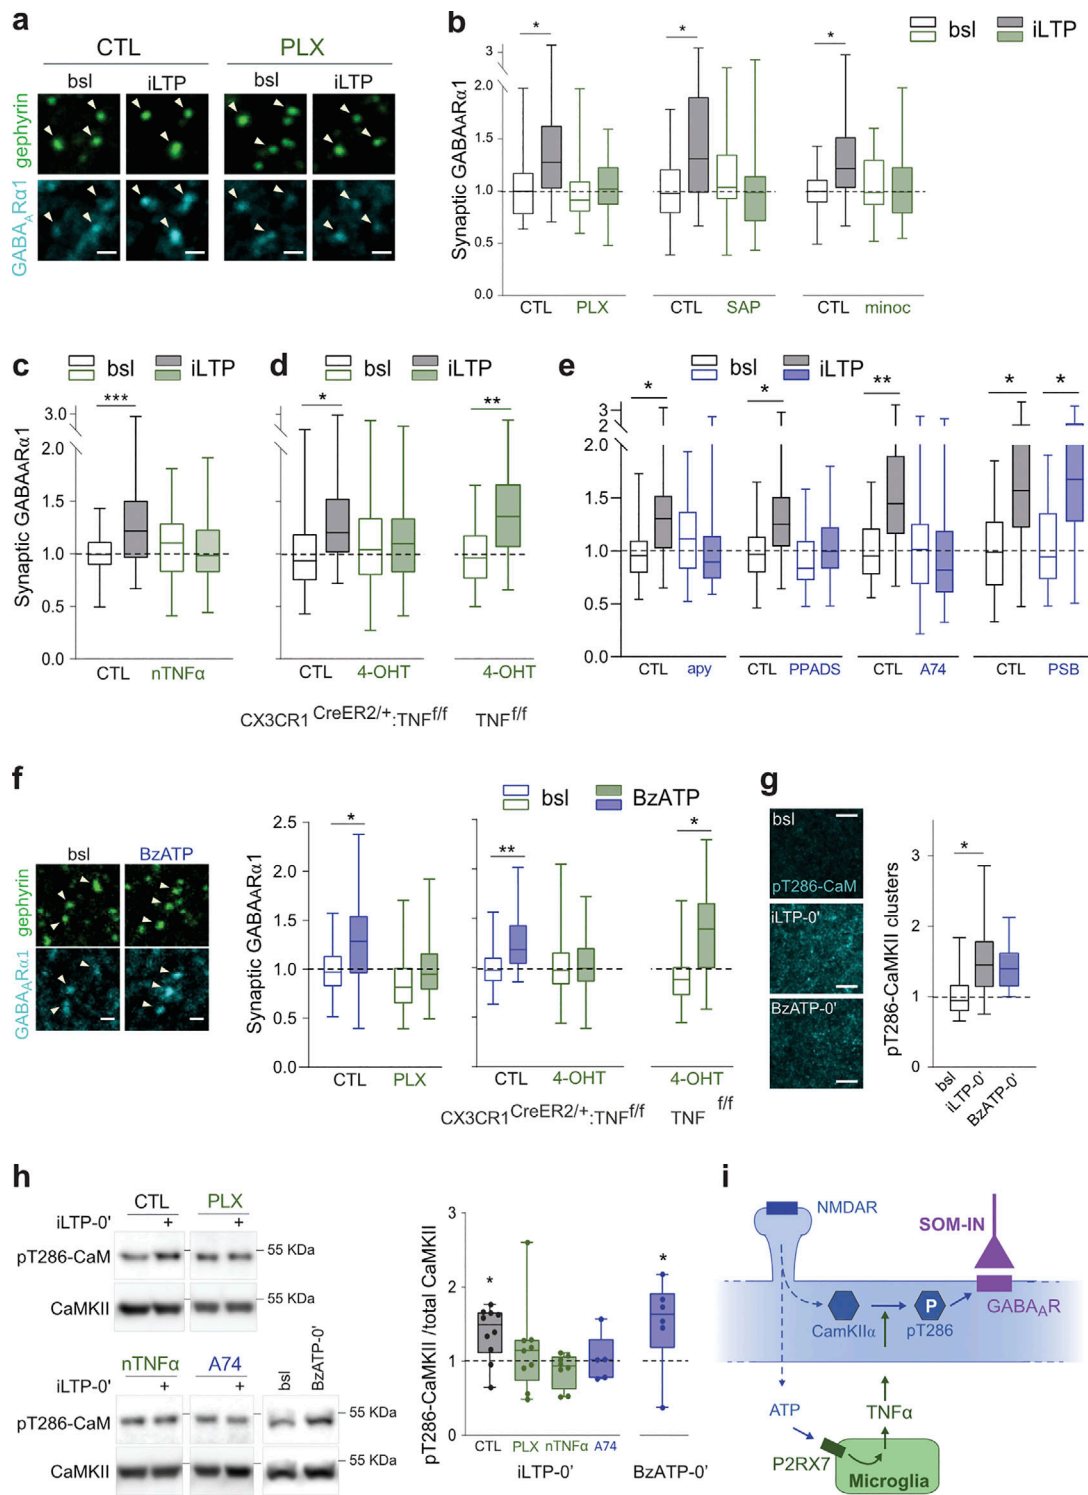 a
CTL
PLX
bsl
iLTP
bsl
iLTP
gephyrin
GABAARα1
b
bsl
iLTP
Synaptic GABAARα1
3
2.0
1.5
1.0
0.5
0.0
*
*
*
CTL
PLX
CTL
SAP
CTL
minoc
c
bsl
iLTP
Synaptic GABAARα1
3.0
2.0
1.5
1.0
0.5
0.0
***
CTL
nTNFα
d
bsl
iLTP
*
**
CTL
4-OHT
4-OHT
CX3CR1 CreER2/+:TNF f/f
TNF f/f
e
bsl
iLTP
3
2
2.0
1.5
1.0
0.5
0.0
*
*
**
*
*
CTL
apy
CTL
PPADS
CTL
A74
CTL
PSB
f
bsl
BzATP
gephyrin
GABAARα1
bsl
BzATP
Synaptic GABAARα1
2.5
2.0
1.5
1.0
0.5
0.0
*
**
*
CTL
PLX
CTL
4-OHT
4-OHT
CX3CR1CreER2/+:TNF f/f
TNF f/f
g
bsl
pT286-CaM
iLTP-0'
BzATP-0'
pT286-CaMKII clusters
3
2
1
0
*
bsl
iLTP-0'
BzATP-0'
h
CTL
PLX
iLTP-0'
+
+
pT286-CaM
55 KDa
CaMKII
55 KDa
nTNFα
A74
bsl
BzATP-0'
iLTP-0'
+
+
pT286-CaM
55 KDa
CaMKII
55 KDa
pT286-CaMKII /total CaMKII
3
2
1
0
*
*
CTL
PLX
nTNFα
A74
iLTP-0'
BzATP-0'
i
NMDAR
SOM-IN
GABAAR
CamKIIα
P
pT286
ATP
TNFα
P2RX7
Microglia